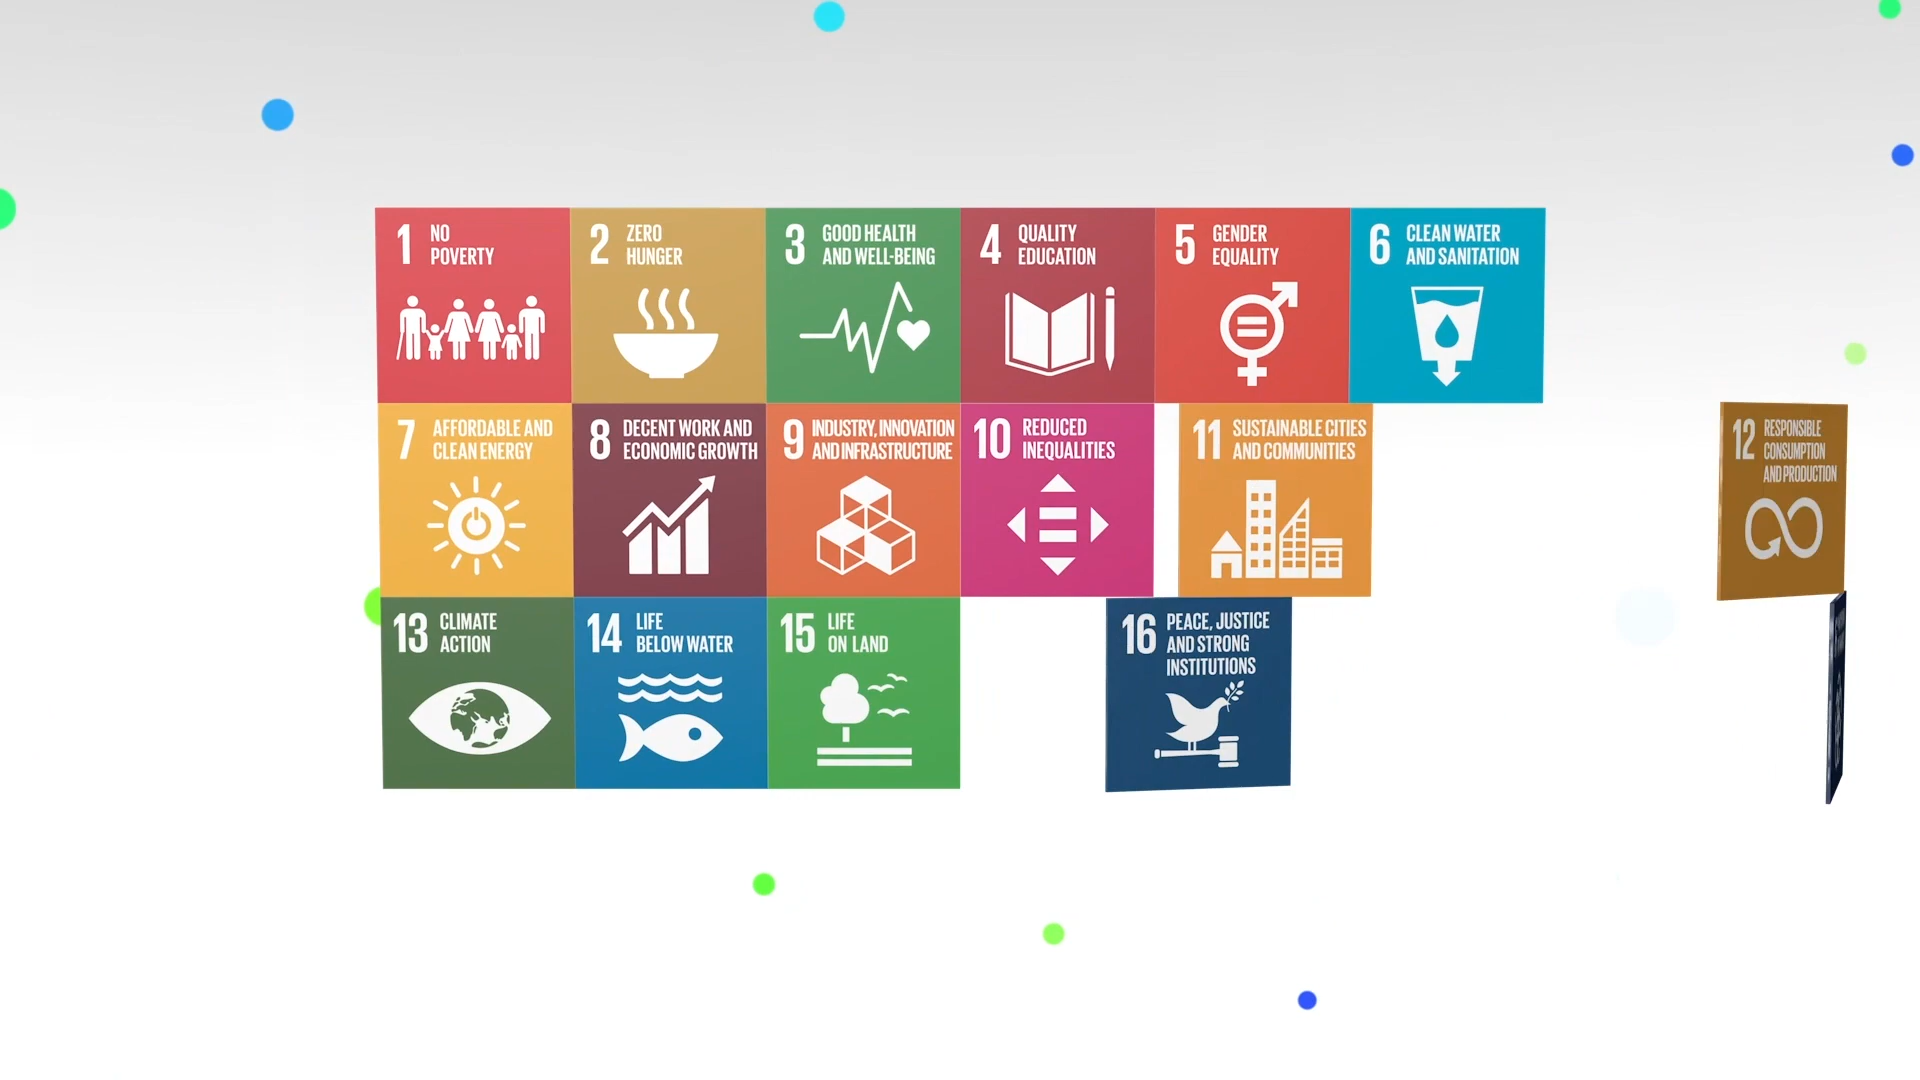 1 NO
POVERTY
2 ZERO
HUNGER
3 GOOD HEALTH
AND WELL-BEING
4 QUALITY
EDUCATION
5 GENDER
EQUALITY
6 CLEAN WATER
AND SANITATION
7 AFFORDABLE AND
CLEAN ENERGY
8 DECENT WORK AND
ECONOMIC GROWTH
9 INDUSTRY, INNOVATION
AND INFRASTRUCTURE
10 REDUCED
INEQUALITIES
11 SUSTAINABLE CITIES
AND COMMUNITIES
12 RESPONSIBLE
CONSUMPTION
AND PRODUCTION
13 CLIMATE
ACTION
14 LIFE
BELOW WATER
15 LIFE
ON LAND
16 PEACE, JUSTICE
AND STRONG
INSTITUTIONS